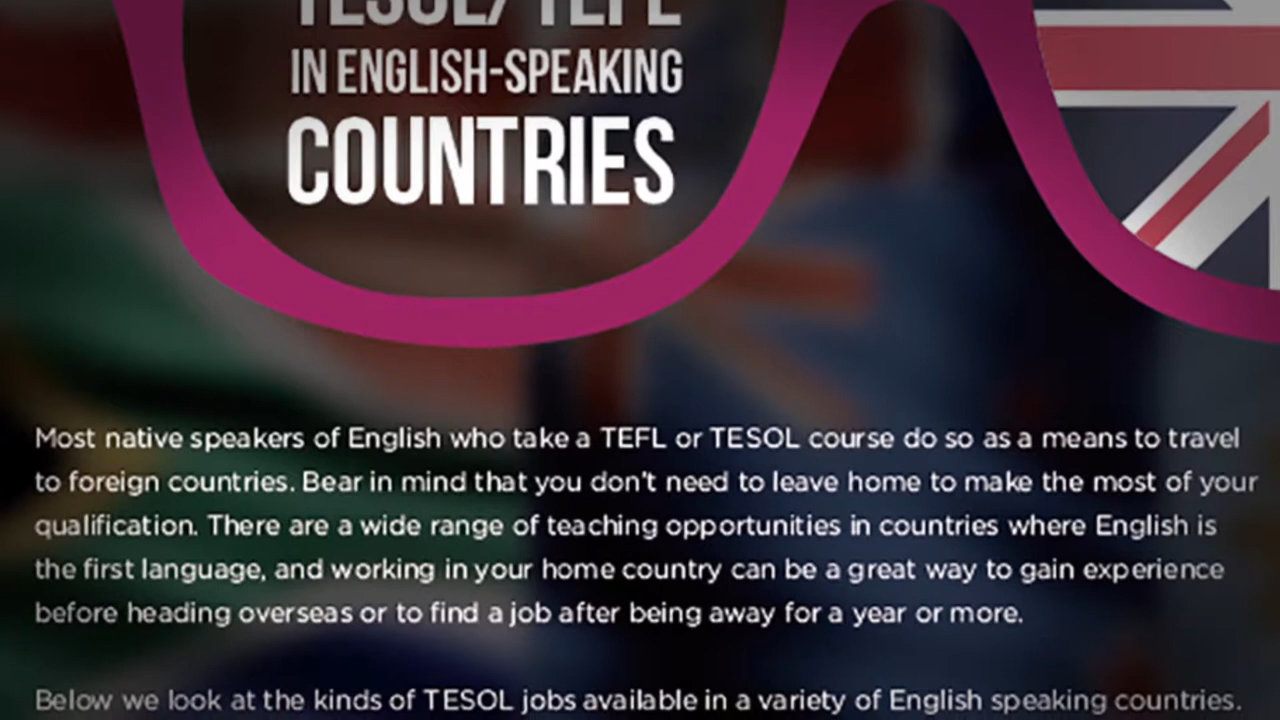 TESOL/TEFL
IN ENGLISH-SPEAKING
COUNTRIES
Most native speakers of English who take a TEFL or TESOL course do so as a means to travel
to foreign countries. Bear in mind that you don't need to leave home to make the most of your
qualification. There are a wide range of teaching opportunities in countries where English is
the first language, and working in your home country can be a great way to gain experience
before heading overseas or to find a job after being away for a year or more.
Below we look at the kinds of TESOL jobs available in a variety of English speaking countries.